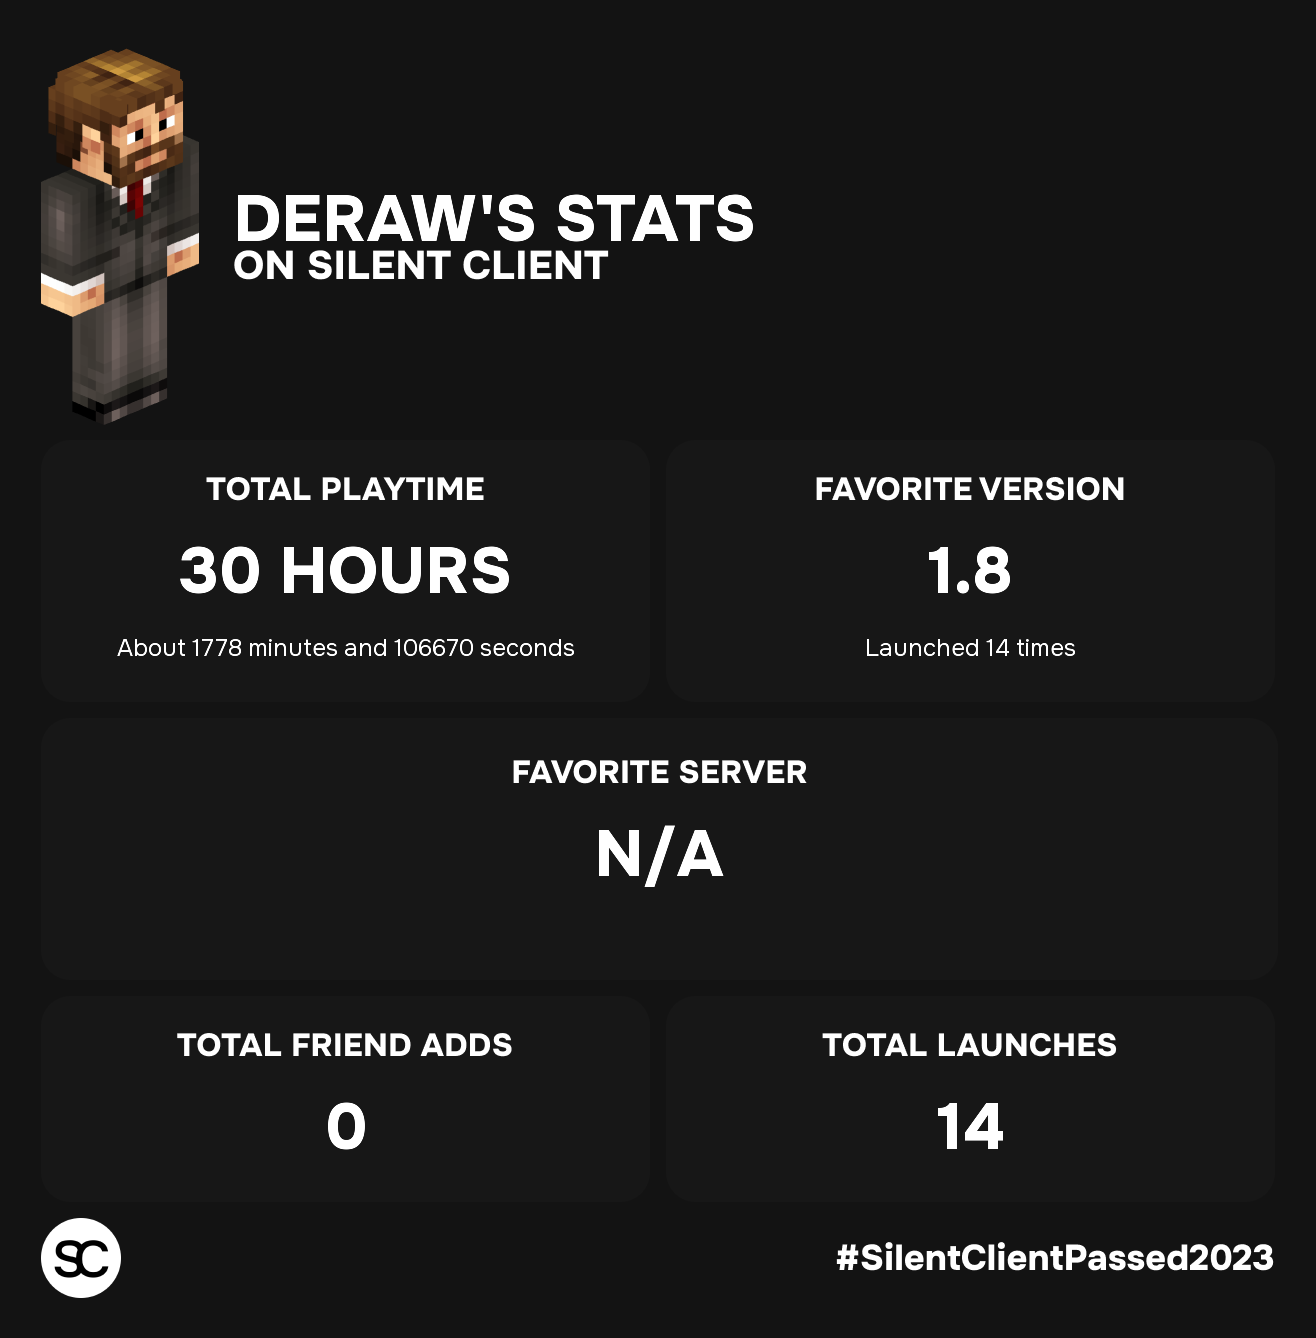 DERAW'S STATS
ON SILENT CLIENT
TOTAL PLAYTIME
30 HOURS
About 1778 minutes and 106670 seconds
FAVORITE VERSION
1.8
Launched 14 times
FAVORITE SERVER
N/A
TOTAL FRIEND ADDS
0
TOTAL LAUNCHES
14
SC
#SilentClientPassed2023